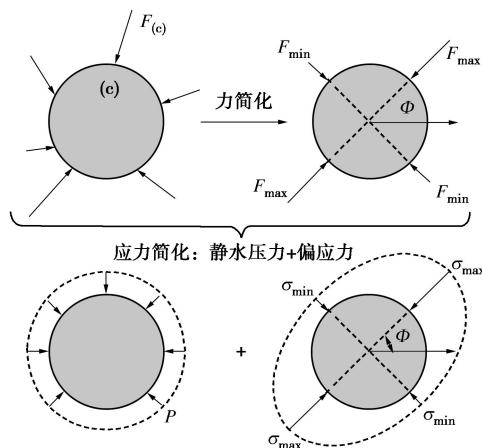 F(c)
(c)
力简化
Fmin
Fmax
Φ
Fmax
Fmin
应力简化：静水压力+偏应力
P
+
σmin
σmax
Φ
σmax
σmin